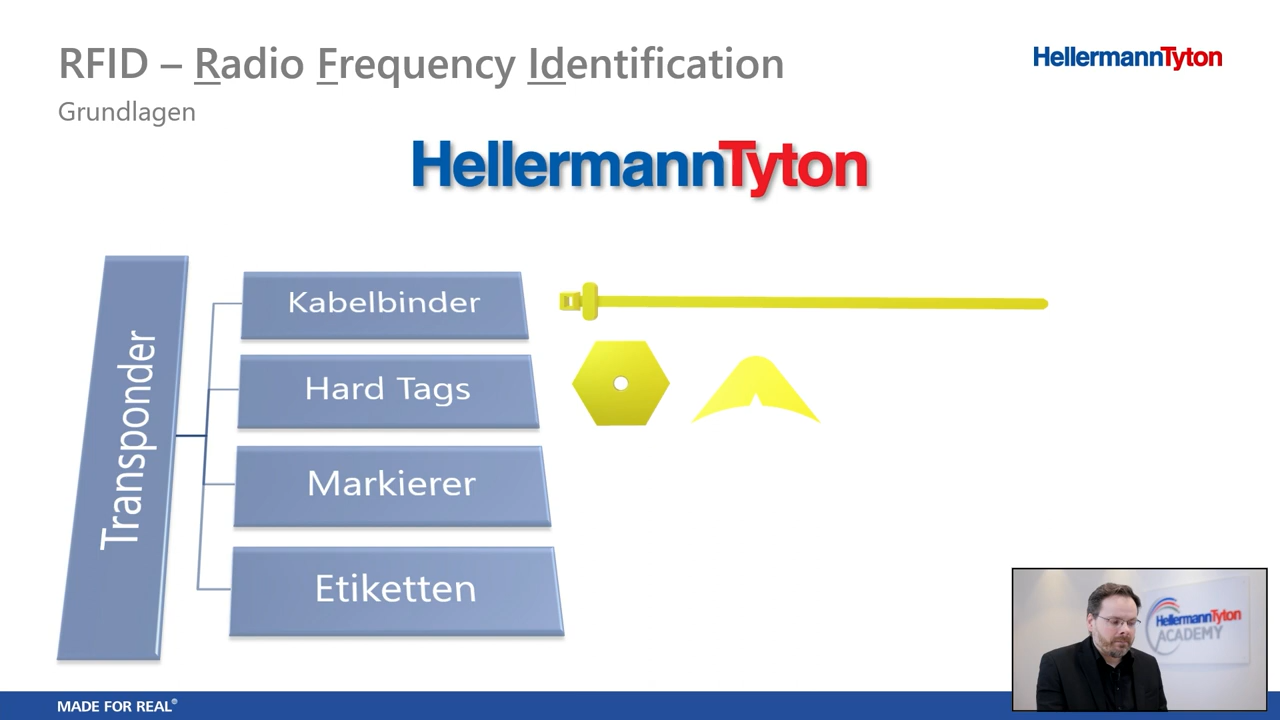 RFID – Radio Frequency Identification
HellermannTyton
Grundlagen
HellermannTyton
Transponder
Kabelbinder
Hard Tags
Markierer
Etiketten
HellermannTyton
ACADEMY
MADE FOR REAL®